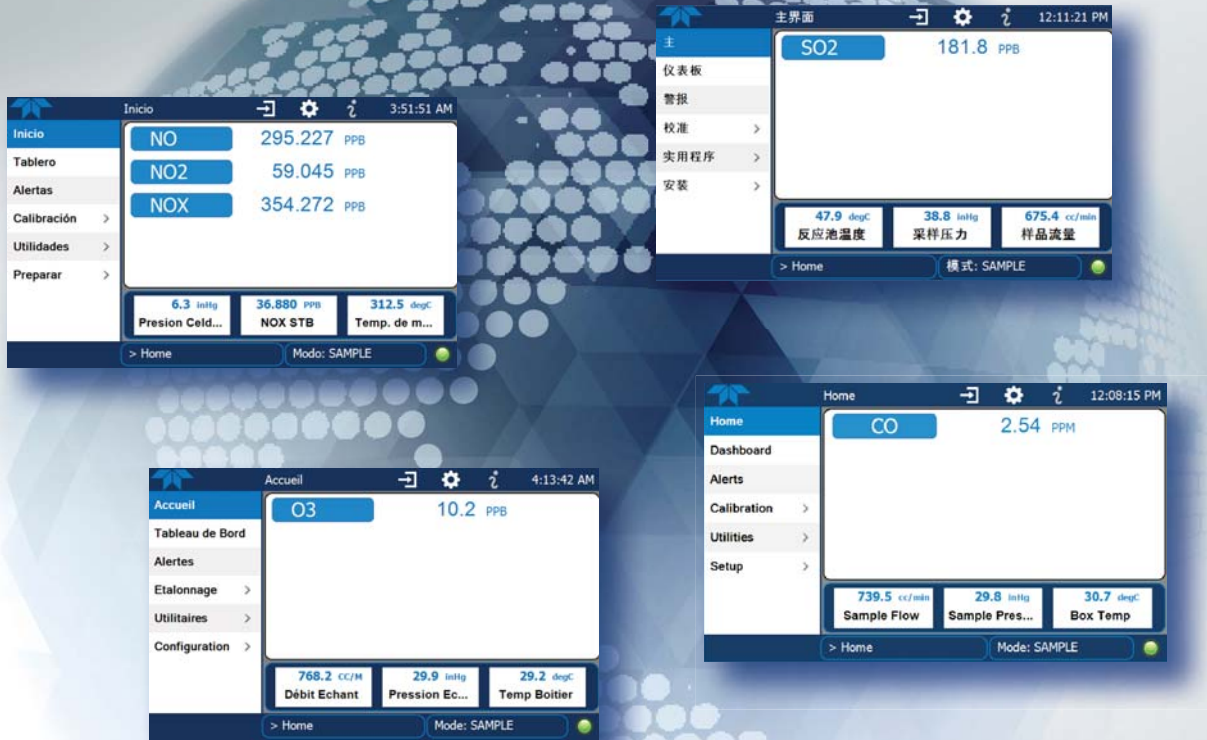 Inicio 3:51:51 AM
Inicio
Tablero
Alertas
Calibración >
Utilidades >
Preparar >
NO 295.227 PPB
NO2 59.045 PPB
NOX 354.272 PPB
6.3 inHg 36.880 PPB 312.5 degC
Presion Celd... NOX STB Temp. de m...
> Home Modo: SAMPLE
主界面 12:11:21 PM
主
仪表板
警报
校准 >
实用程序 >
安装 >
SO2 181.8 PPB
47.9 degC 38.8 inHg 675.4 cc/min
反应池温度 采样压力 样品流量
> Home 模式: SAMPLE
Accueil 4:13:42 AM
Accueil
Tableau de Bord
Alertes
Etalonnage >
Utilitaires >
Configuration >
O3 10.2 PPB
768.2 CC/M 29.9 inHg 29.2 degC
Débit Echant Pression Ec... Temp Boitier
> Home Mode: SAMPLE
Home 12:08:15 PM
Home
Dashboard
Alerts
Calibration >
Utilities >
Setup >
CO 2.54 PPM
739.5 cc/min 29.8 inHg 30.7 degC
Sample Flow Sample Pres... Box Temp
> Home Mode: SAMPLE